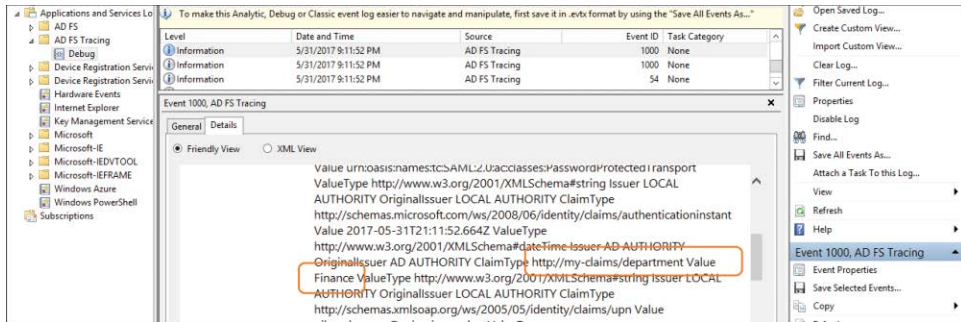 Applications and Services Lo
AD FS
AD FS Tracing
Debug
Device Registration Servi
Device Registration Servi
Hardware Events
Internet Explorer
Key Management Service
Microsoft
Microsoft-IE
Microsoft-IEDVTOOL
Microsoft-IEFRAME
Windows Azure
Windows PowerShell
Subscriptions
To make this Analytic, Debug or Classic event log easier to navigate and manipulate, first save it in .evtx format by using the "Save All Events As..."
Level Date and Time Source Event ID Task Category
Information 5/31/2017 9:11:52 PM AD FS Tracing 1000 None
Information 5/31/2017 9:11:52 PM AD FS Tracing 1000 None
Information 5/31/2017 9:11:52 PM AD FS Tracing 54 None
Event 1000, AD FS Tracing
General Details
Friendly View XML View
Value urn:oasis:names:tc:SAML:2.0:ac:classes:PasswordProtectedTransport
ValueType http://www.w3.org/2001/XMLSchema#string Issuer LOCAL
AUTHORITY OriginalIssuer LOCAL AUTHORITY ClaimType
http://schemas.microsoft.com/ws/2008/06/identity/claims/authenticationinstant
Value 2017-05-31T21:11:52.664Z ValueType
http://www.w3.org/2001/XMLSchema#dateTime Issuer AD AUTHORITY
OriginalIssuer AD AUTHORITY ClaimType http://my-claims/department Value
Finance ValueType http://www.w3.org/2001/XMLSchema#string Issuer LOCAL
AUTHORITY OriginalIssuer LOCAL AUTHORITY ClaimType
http://schemas.xmlsoap.org/ws/2005/05/identity/claims/upn Value
Open Saved Log...
Create Custom View...
Import Custom View...
Clear Log...
Filter Current Log...
Properties
Disable Log
Find...
Save All Events As...
Attach a Task To this Log...
View
Refresh
Help
Event 1000, AD FS Tracing
Event Properties
Save Selected Events...
Copy